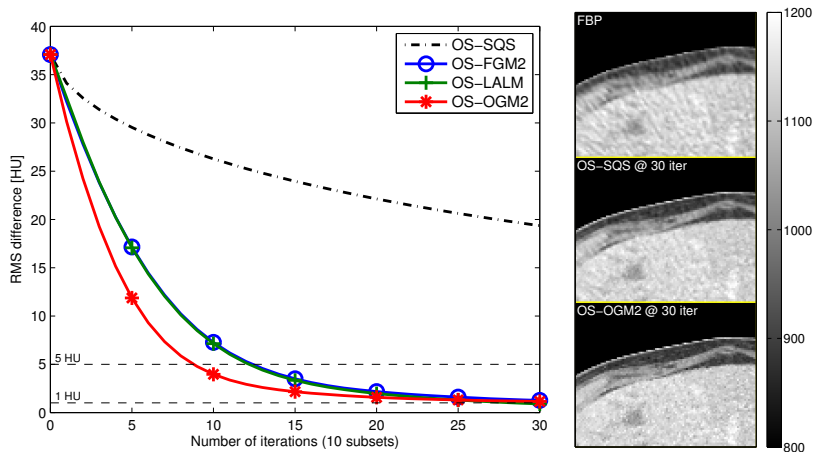 40
35
30
25
20
15
10
5
0
RMS difference [HU]
OS-SQS
OS-FGM2
OS-LALM
OS-OGM2
5 HU
1 HU
0 5 10 15 20 25 30
Number of iterations (10 subsets)
FBP
OS-SQS @ 30 iter
OS-OGM2 @ 30 iter
1200
1100
1000
900
800